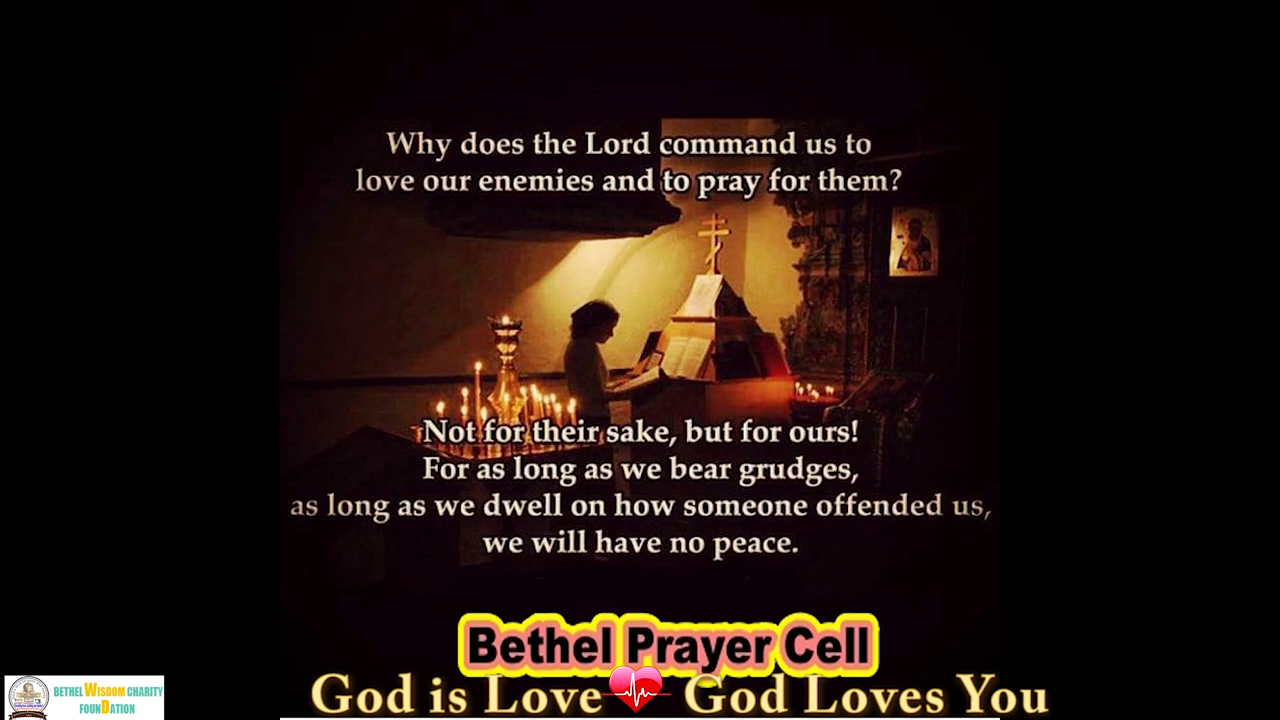 Why does the Lord command us to
love our enemies and to pray for them?
Not for their sake, but for ours!
For as long as we bear grudges,
as long as we dwell on how someone offended us,
we will have no peace.
Bethel Prayer Cell
God is Love God Loves You
BETHEL WISDOM CHARITY
FOUNDATION